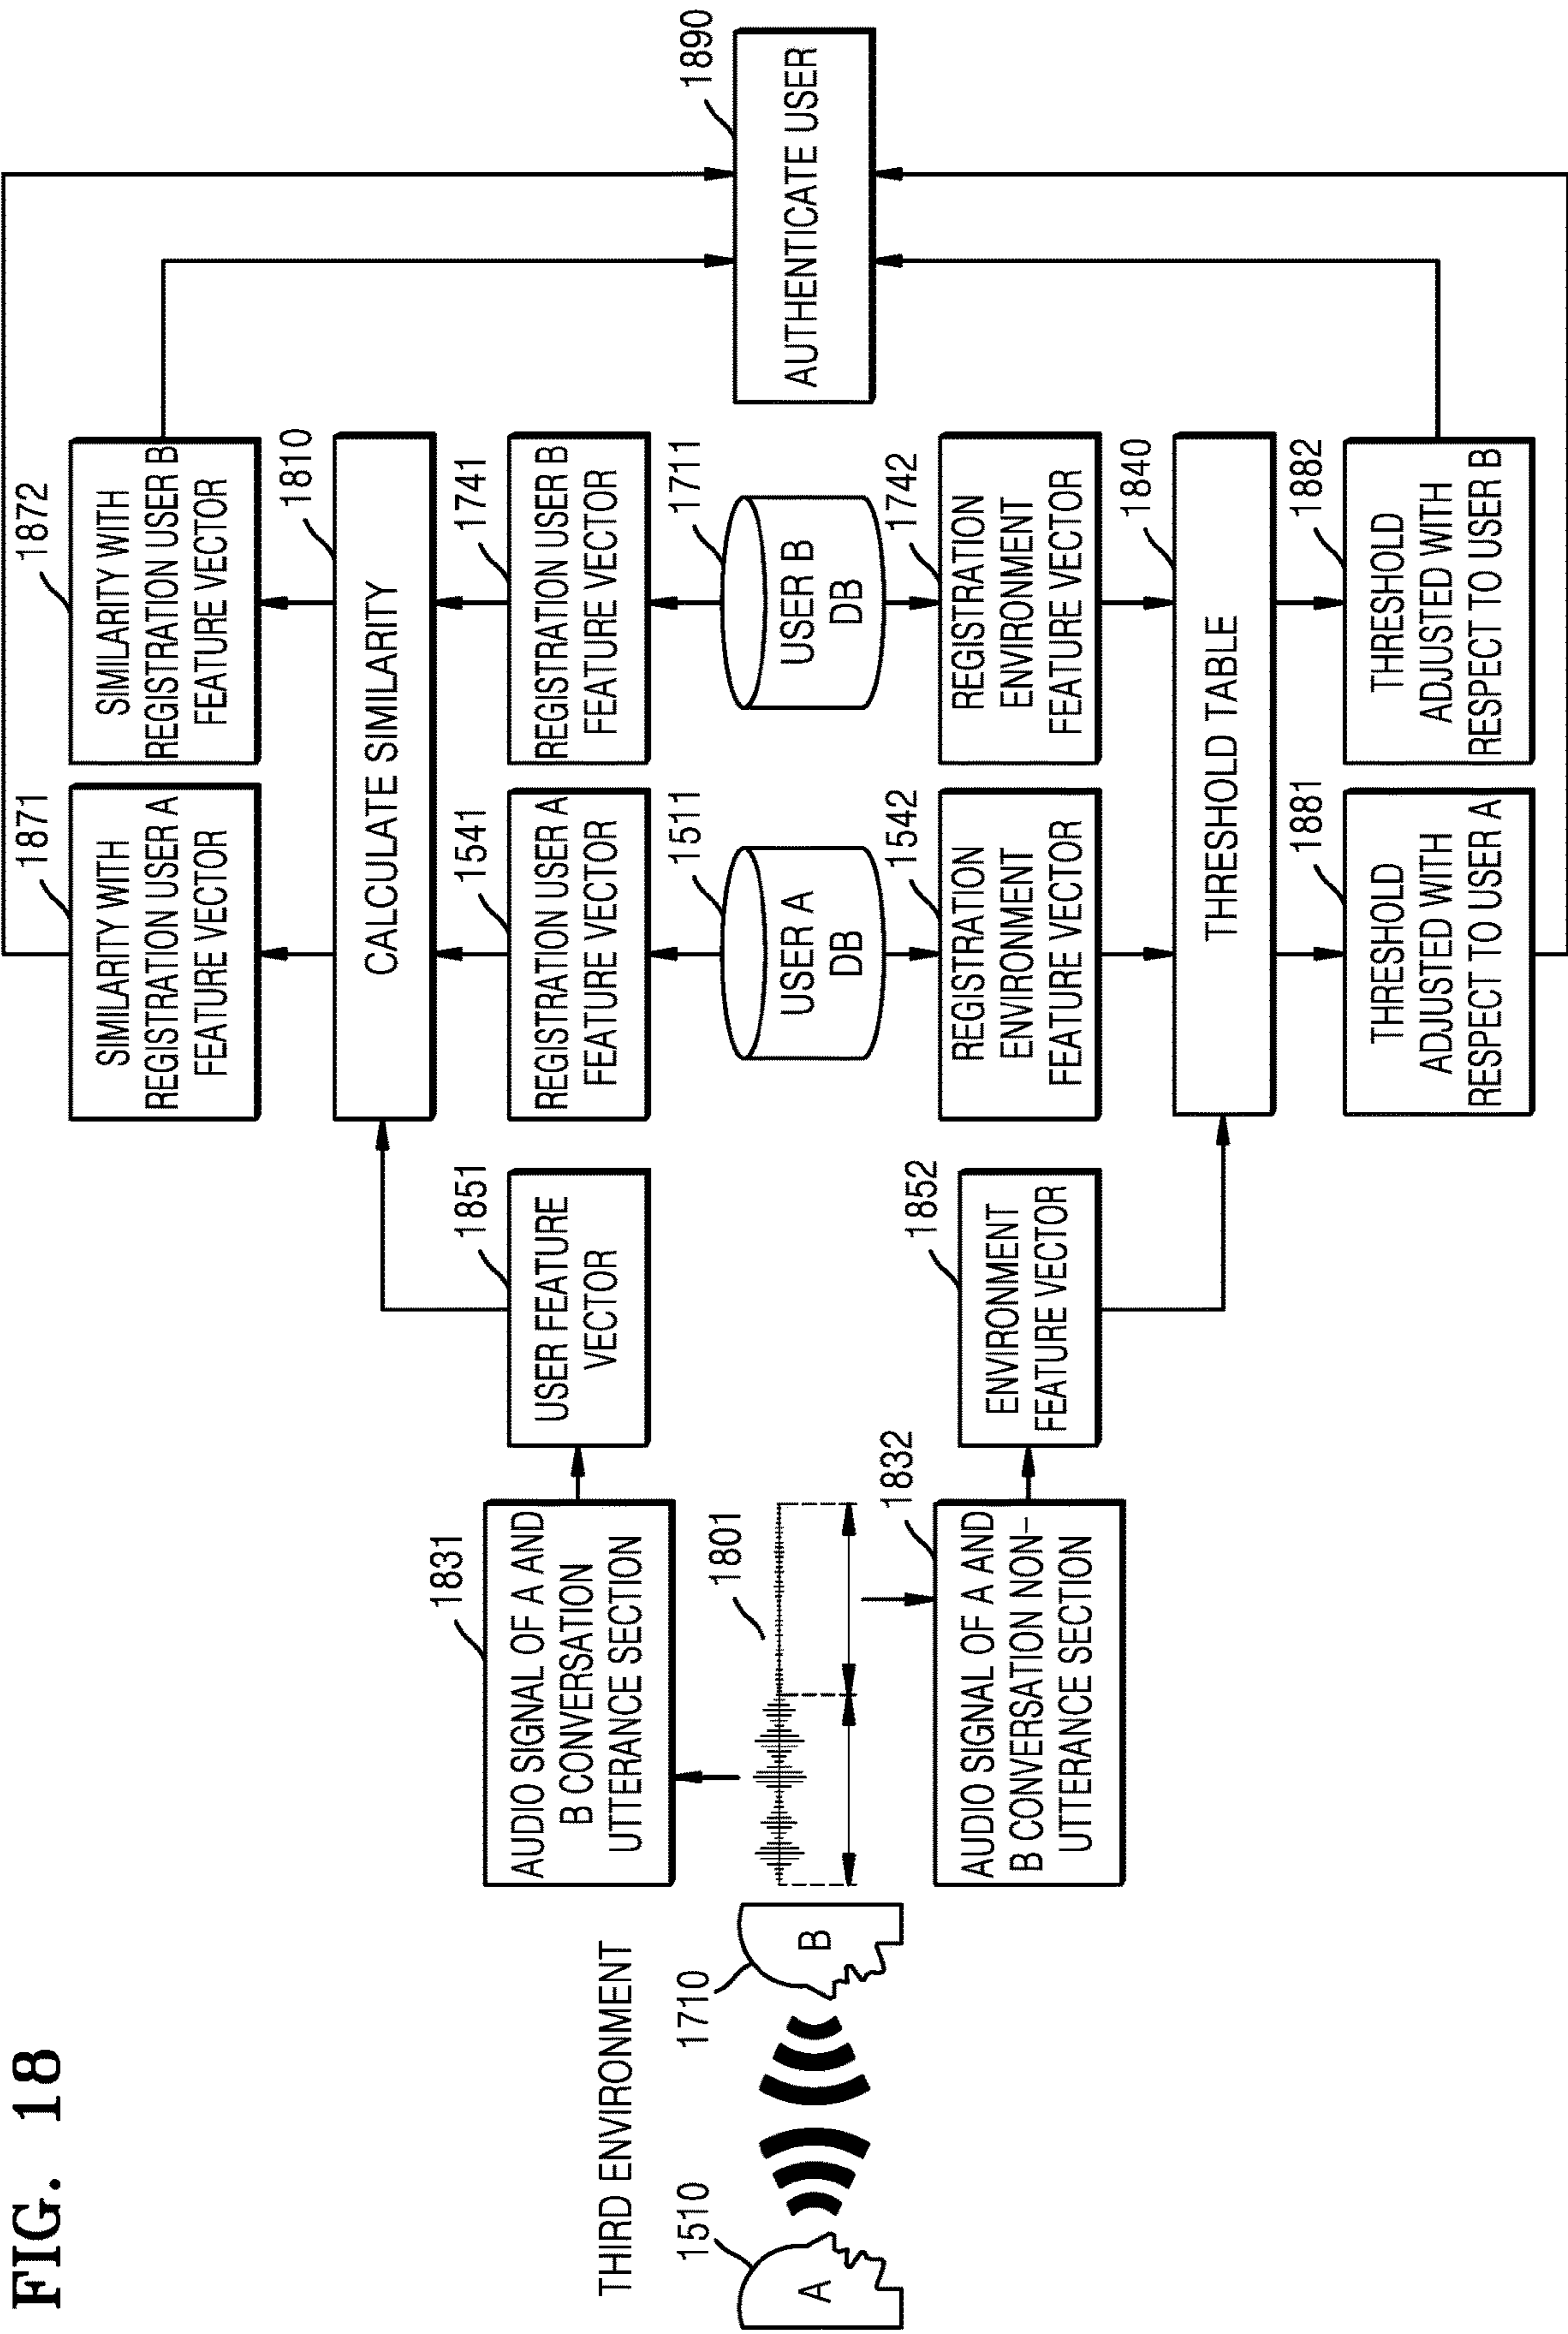 FIG. 18
THIRD ENVIRONMENT
1510
A
1710
B
1801
1831
AUDIO SIGNAL OF A AND
B CONVERSATION
UTTERANCE SECTION
1832
AUDIO SIGNAL OF A AND
B CONVERSATION NON-
UTTERANCE SECTION
1851
USER FEATURE
VECTOR
1852
ENVIRONMENT
FEATURE VECTOR
1871
SIMILARITY WITH
REGISTRATION USER A
FEATURE VECTOR
1872
SIMILARITY WITH
REGISTRATION USER B
FEATURE VECTOR
1810
CALCULATE SIMILARITY
1541
REGISTRATION USER A
FEATURE VECTOR
1741
REGISTRATION USER B
FEATURE VECTOR
1511
USER A
DB
1711
USER B
DB
1542
REGISTRATION
ENVIRONMENT
FEATURE VECTOR
1742
REGISTRATION
ENVIRONMENT
FEATURE VECTOR
1840
THRESHOLD TABLE
1881
THRESHOLD
ADJUSTED WITH
RESPECT TO USER A
1882
THRESHOLD
ADJUSTED WITH
RESPECT TO USER B
1890
AUTHENTICATE USER